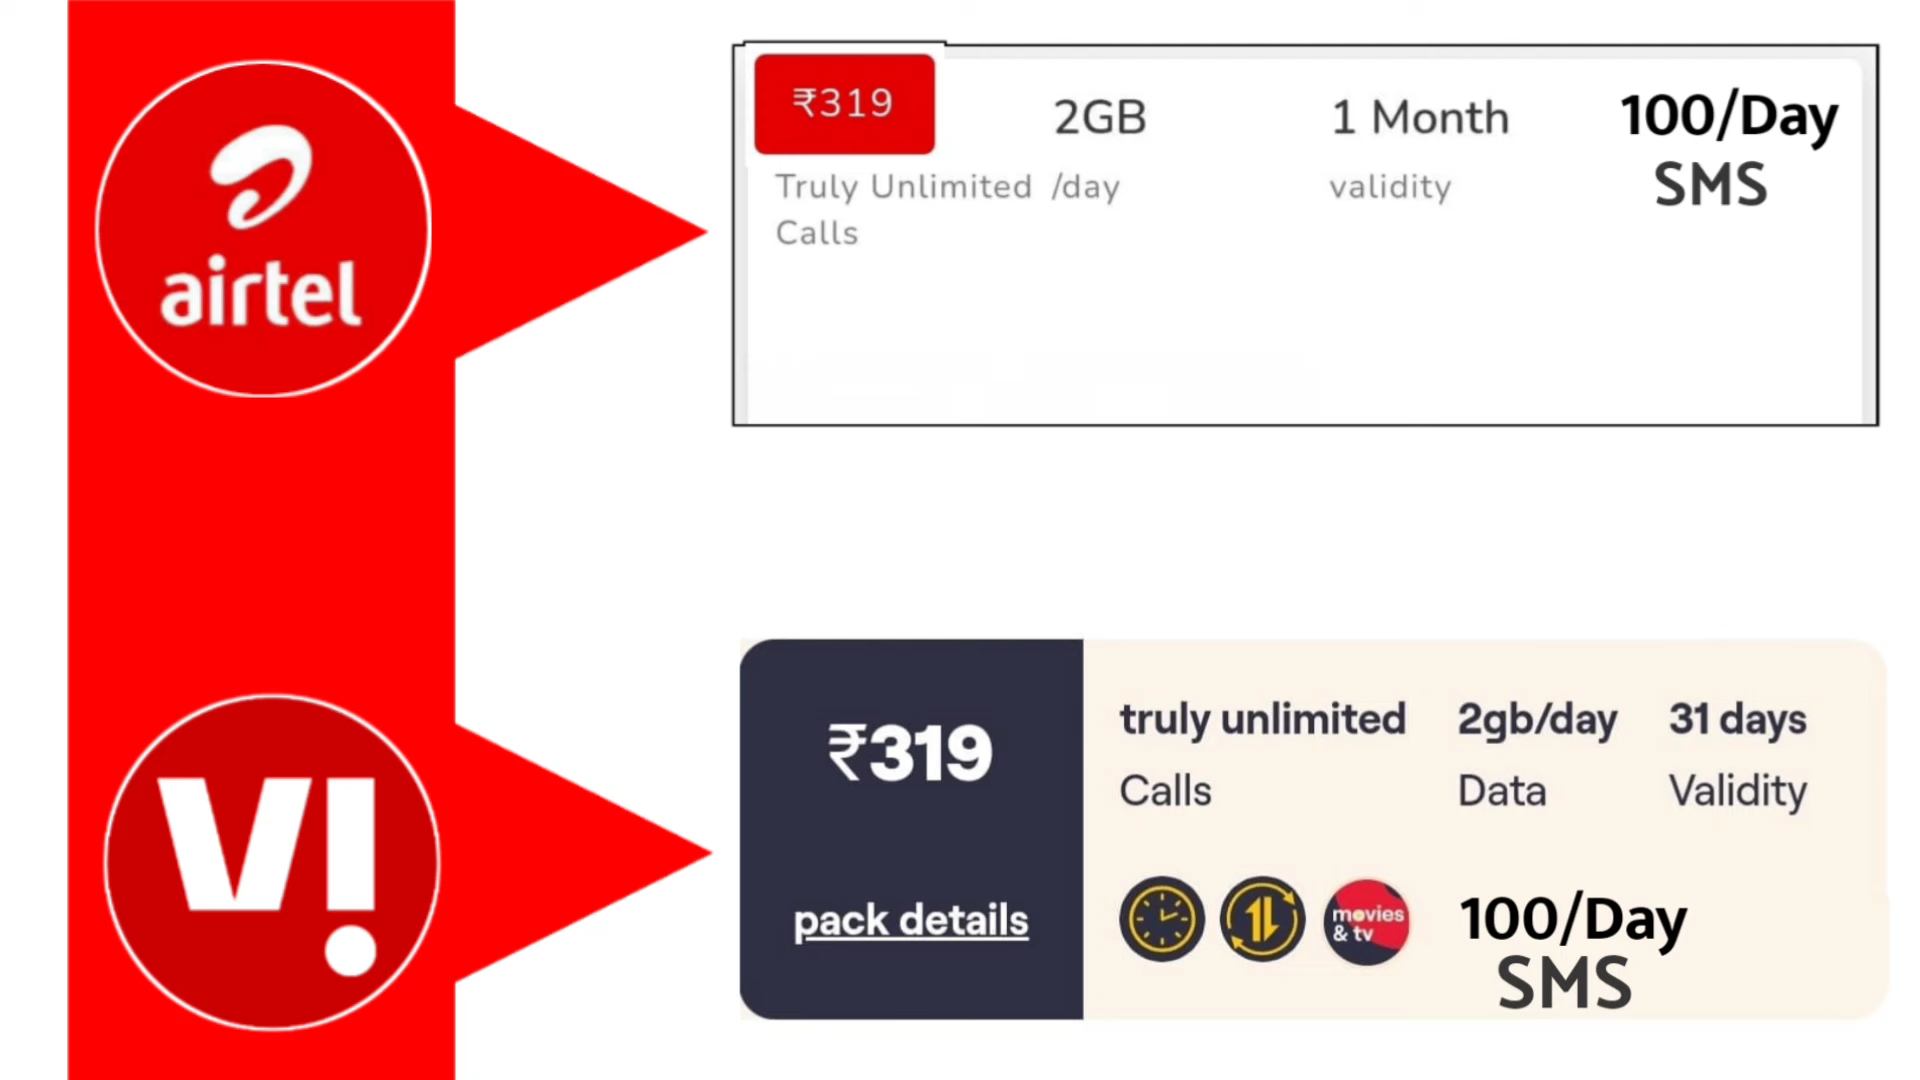 airtel
₹319
2GB
1 Month
100/Day
Truly Unlimited
/day
validity
SMS
Calls
VI
₹319
truly unlimited
2gb/day
31 days
Calls
Data
Validity
pack details
movies
& tv
100/Day
SMS